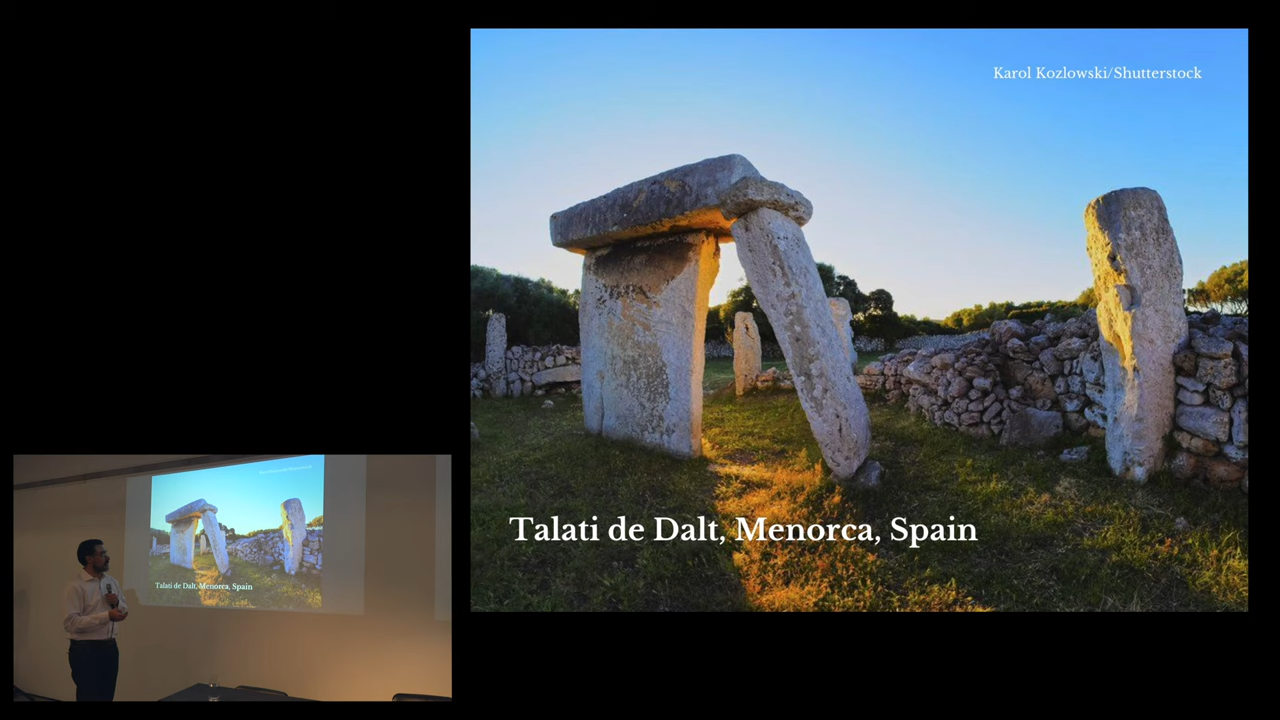 Karol Kozlowski/Shutterstock
Talati de Dalt, Menorca, Spain
Talati de Dalt, Menorca, Spain